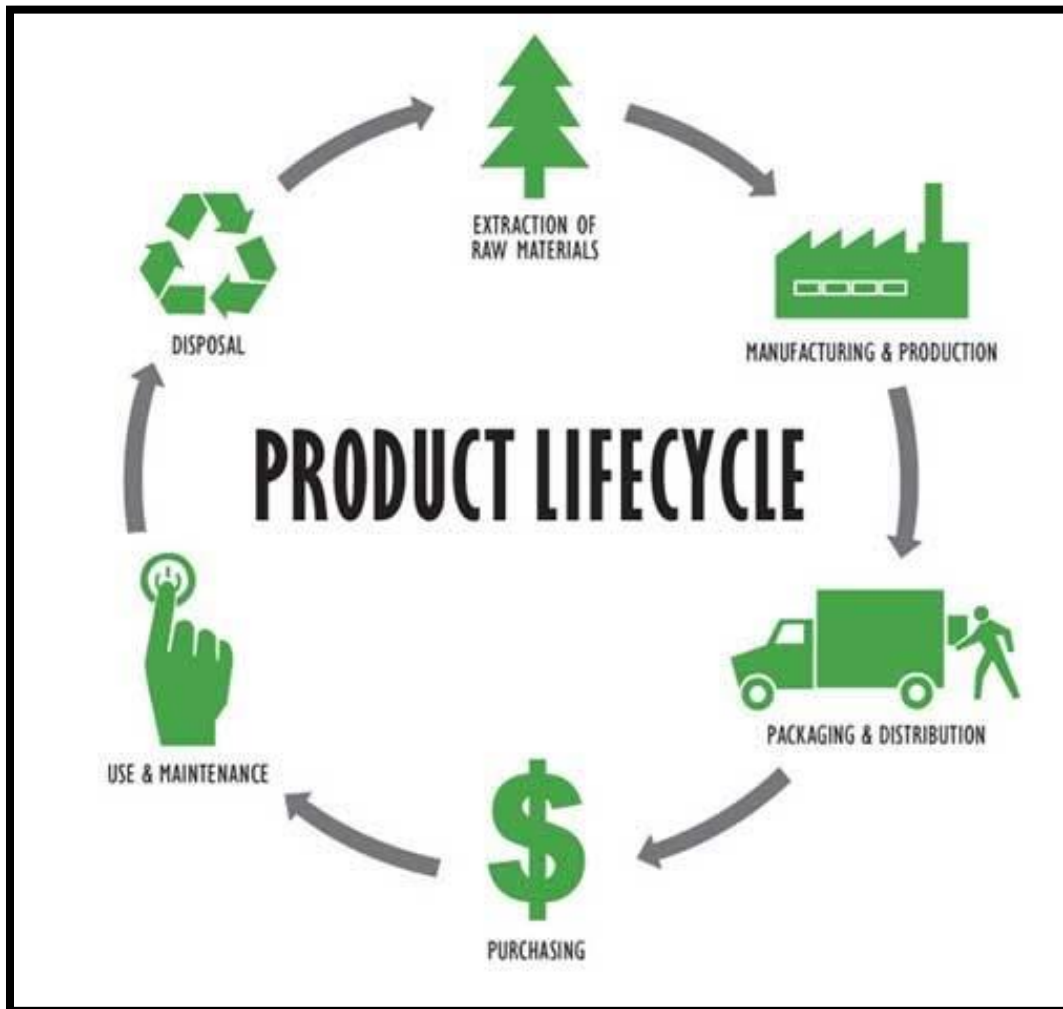 EXTRACTION OF
RAW MATERIALS
MANUFACTURING & PRODUCTION
DISPOSAL
PRODUCT LIFECYCLE
PACKAGING & DISTRIBUTION
USE & MAINTENANCE
$
PURCHASING